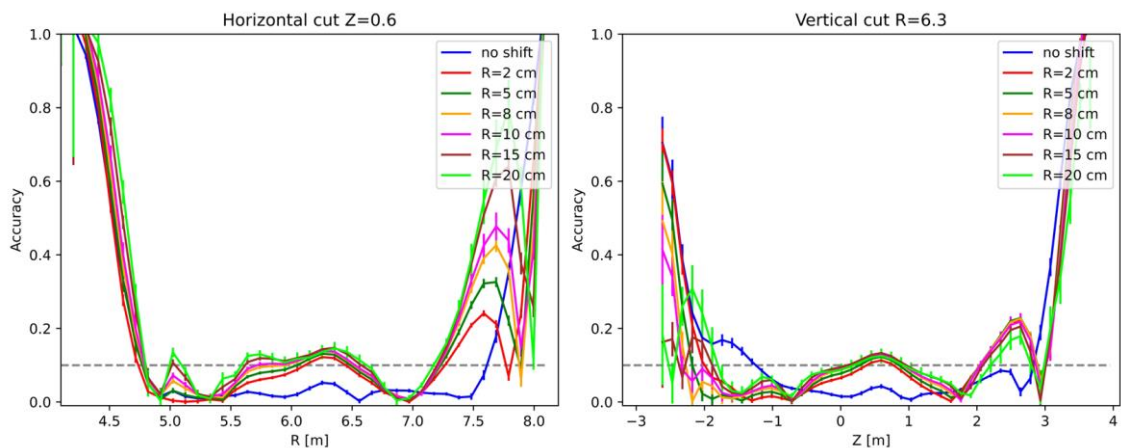 Horizontal cut Z=0.6
1.0
0.8
0.6
0.4
0.2
0.0
Accuracy
4.5 5.0 5.5 6.0 6.5 7.0 7.5 8.0
R [m]
no shift
R=2 cm
R=5 cm
R=8 cm
R=10 cm
R=15 cm
R=20 cm
Vertical cut R=6.3
1.0
0.8
0.6
0.4
0.2
0.0
Accuracy
−3 −2 −1 0 1 2 3 4
Z [m]
no shift
R=2 cm
R=5 cm
R=8 cm
R=10 cm
R=15 cm
R=20 cm